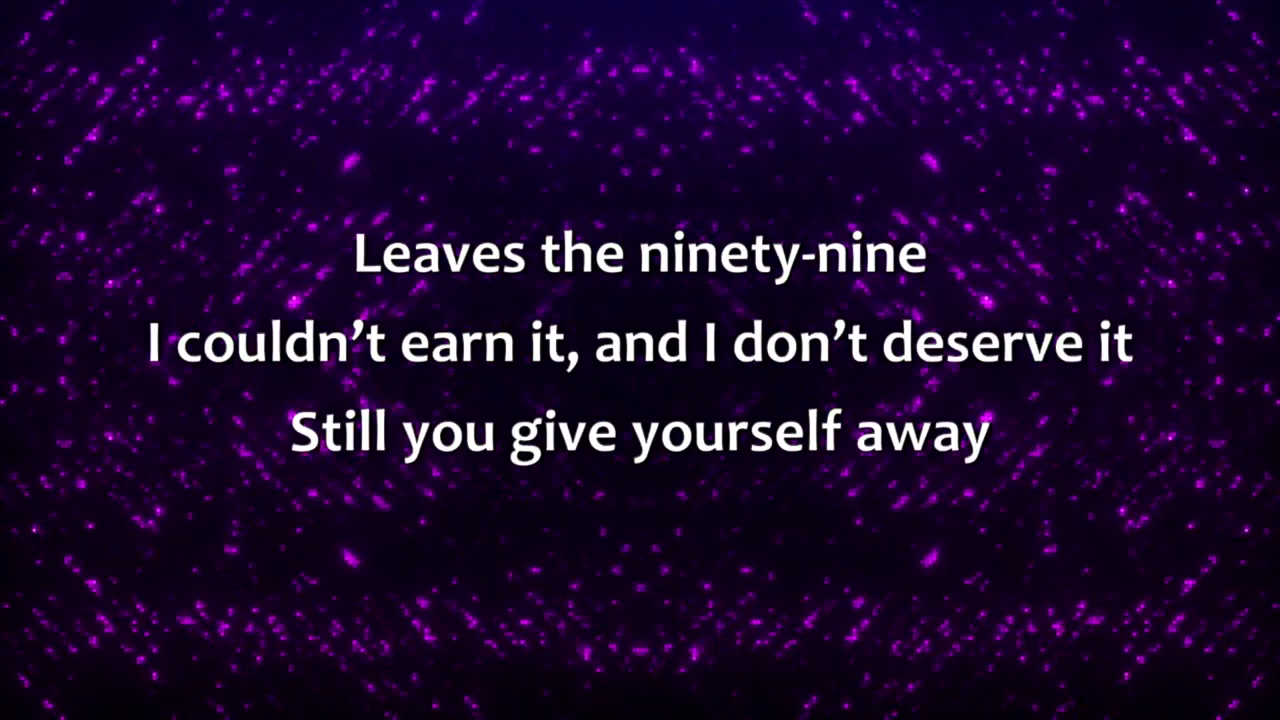 Leaves the ninety-nine
I couldn’t earn it, and I don’t deserve it
Still you give yourself away